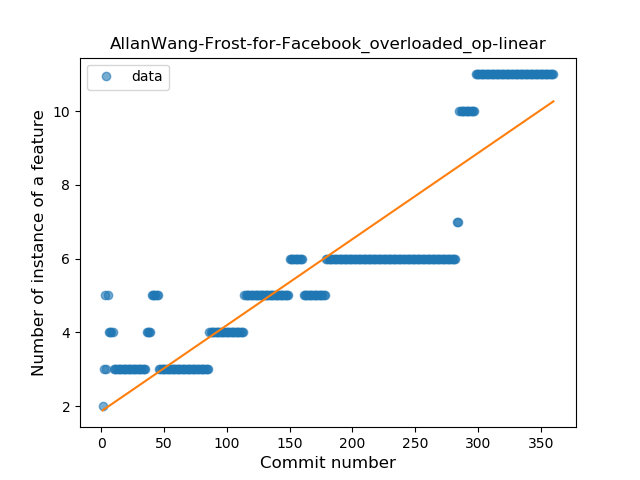 AllanWang-Frost-for-Facebook_overloaded_op-linear
data
Number of instance of a feature
10
8
6
4
2
0 50 100 150 200 250 300 350
Commit number